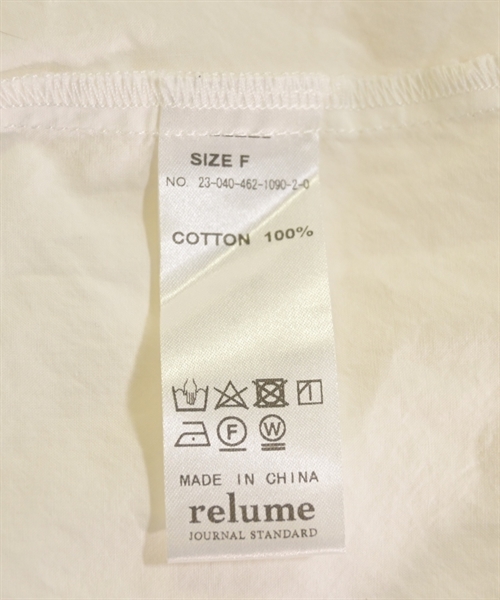 SIZE F
NO. 23-040-462-1090-2-0
COTTON 100%
F W
MADE IN CHINA
relume
JOURNAL STANDARD